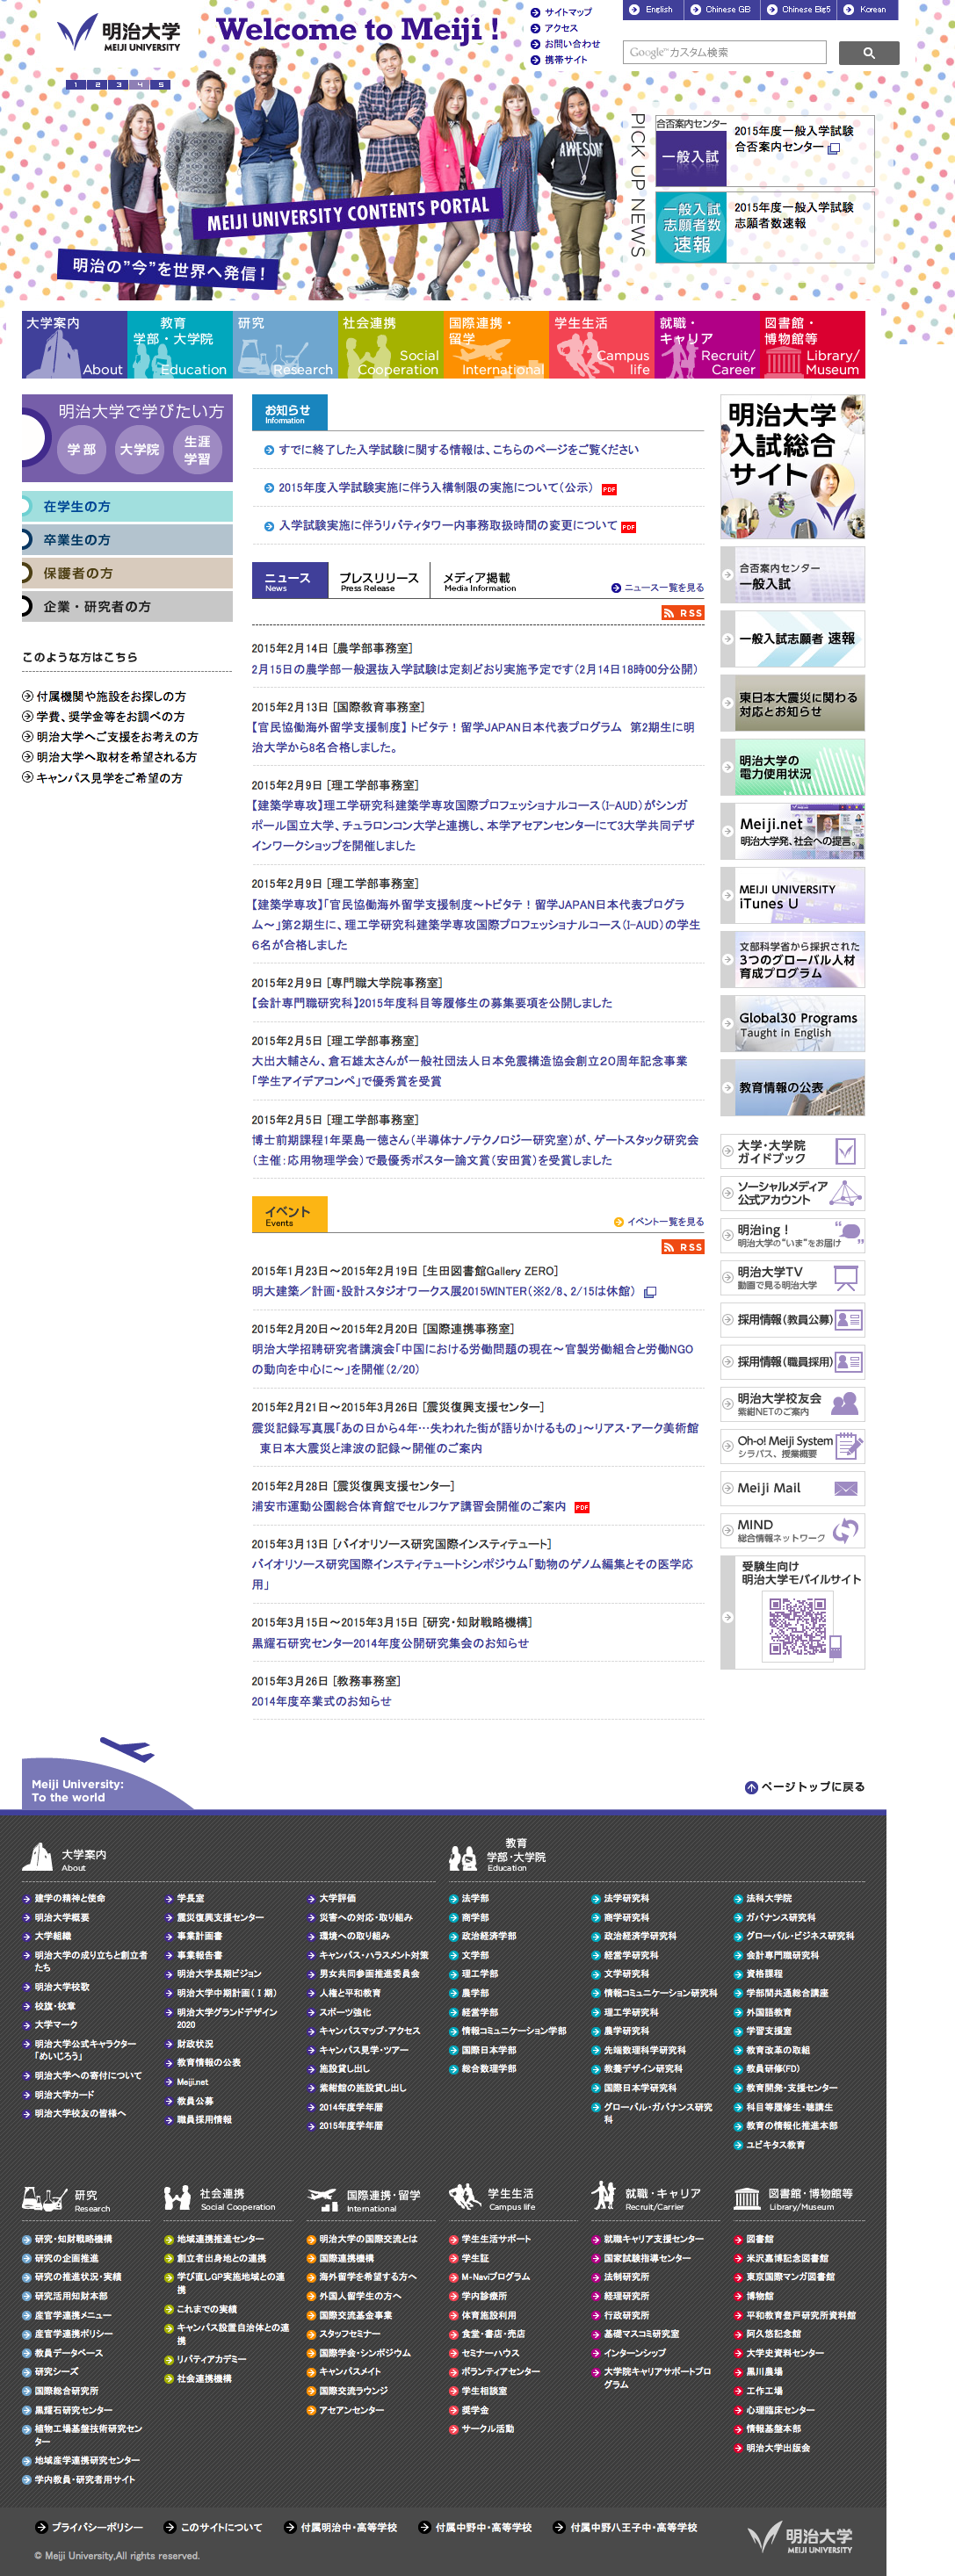 明治大学
MEIJI UNIVERSITY
Welcome to Meiji !
サイトマップ
アクセス
お問い合わせ
携帯サイト
English
Chinese GB
Chinese Big5
Korean
Google™ カスタム検索
1 2 3 4 5
AWESOME
MEIJI UNIVERSITY CONTENTS PORTAL
明治の"今"を世界へ発信！
PICK UP NEWS
合否案内センター
一般入試
2015年度一般入学試験
合否案内センター
一般入試
志願者数
速報
2015年度一般入学試験
志願者数速報
大学案内
About
教育
学部・大学院
Education
研究
Research
社会連携
Social
Cooperation
国際連携・
留学
International
学生生活
Campus
life
就職・
キャリア
Recruit/
Career
図書館・
博物館等
Library/
Museum
明治大学で学びたい方
学部
大学院
生涯
学習
在学生の方
卒業生の方
保護者の方
企業・研究者の方
このような方はこちら
付属機関や施設をお探しの方
学費、奨学金等をお調べの方
明治大学へご支援をお考えの方
明治大学へ取材を希望される方
キャンパス見学をご希望の方
お知らせ
Information
すでに終了した入学試験に関する情報は、こちらのページをご覧ください
2015年度入学試験実施に伴う入構制限の実施について（公示） PDF
入学試験実施に伴うリバティタワー内事務取扱時間の変更について PDF
ニュース
News
プレスリリース
Press Release
メディア掲載
Media Information
ニュース一覧を見る
RSS
2015年2月14日 [農学部事務室]
2月15日の農学部一般選抜入学試験は定刻どおり実施予定です（2月14日18時00分公開）
2015年2月13日 [国際教育事務室]
【官民協働海外留学支援制度】 トビタテ！留学JAPAN日本代表プログラム　第2期生に明
治大学から8名合格しました。
2015年2月9日 [理工学部事務室]
【建築学専攻】理工学研究科建築学専攻国際プロフェッショナルコース（I-AUD）がシンガ
ポール国立大学、チュラロンコン大学と連携し、本学アセアンセンターにて3大学共同デザ
インワークショップを開催しました
2015年2月9日 [理工学部事務室]
【建築学専攻】「官民協働海外留学支援制度～トビタテ！留学JAPAN日本代表プログラ
ム～」第２期生に、理工学研究科建築学専攻国際プロフェッショナルコース（I-AUD）の学生
６名が合格しました
2015年2月9日 [専門職大学院事務室]
【会計専門職研究科】2015年度科目等履修生の募集要項を公開しました
2015年2月5日 [理工学部事務室]
大出大輔さん、倉石雄太さんが一般社団法人日本免震構造協会創立２０周年記念事業
「学生アイデアコンペ」で優秀賞を受賞
2015年2月5日 [理工学部事務室]
博士前期課程1年栗島一徳さん（半導体ナノテクノロジー研究室）が、ゲートスタック研究会
（主催：応用物理学会）で最優秀ポスター論文賞（安田賞）を受賞しました
イベント
Events
イベント一覧を見る
RSS
2015年1月23日～2015年2月19日 [生田図書館Gallery ZERO]
明大建築／計画・設計スタジオワークス展2015WINTER（※2/8、2/15は休館）
2015年2月20日～2015年2月20日 [国際連携事務室]
明治大学招聘研究者講演会「中国における労働問題の現在～官製労働組合と労働NGO
の動向を中心に～」を開催（2/20）
2015年2月21日～2015年3月26日 [震災復興支援センター]
震災記録写真展「あの日から4年…失われた街が語りかけるもの」～リアス・アーク美術館
東日本大震災と津波の記録～開催のご案内
2015年2月28日 [震災復興支援センター]
浦安市運動公園総合体育館でセルフケア講習会開催のご案内 PDF
2015年3月13日 [バイオリソース研究国際インスティテュート]
バイオリソース研究国際インスティテュートシンポジウム「動物のゲノム編集とその医学応
用」
2015年3月15日～2015年3月15日 [研究・知財戦略機構]
黒耀石研究センター2014年度公開研究集会のお知らせ
2015年3月26日 [教務事務室]
2014年度卒業式のお知らせ
明治大学
入試総合
サイト
合否案内センター
一般入試
一般入試志願者 速報
東日本大震災に関わる
対応とお知らせ
明治大学の
電力使用状況
Meiji.net
明治大学発、社会への提言。
MEIJI UNIVERSITY
iTunes U
文部科学省から採択された
3つのグローバル人材
育成プログラム
Global30 Programs
Taught in English
教育情報の公表
大学・大学院
ガイドブック
ソーシャルメディア
公式アカウント
明治ing！
明治大学の"いま"をお届け
明治大学TV
動画で見る明治大学
採用情報（教員公募）
採用情報（職員採用）
明治大学校友会
紫紺NETのご案内
Oh-o! Meiji System
シラバス、授業概要
Meiji Mail
MIND
総合情報ネットワーク
受験生向け
明治大学モバイルサイト
Meiji University:
To the world
ページトップに戻る
大学案内
About
建学の精神と使命
明治大学概要
大学組織
明治大学の成り立ちと創立者
たち
明治大学校歌
校旗・校章
大学マーク
明治大学公式キャラクター
「めいじろう」
明治大学への寄付について
明治大学カード
明治大学校友の皆様へ
学長室
震災復興支援センター
事業計画書
事業報告書
明治大学長期ビジョン
明治大学中期計画（Ⅰ期）
明治大学グランドデザイン
2020
財政状況
教育情報の公表
Meiji.net
教員公募
職員採用情報
大学評価
災害への対応・取り組み
環境への取り組み
キャンパス・ハラスメント対策
男女共同参画推進委員会
人権と平和教育
スポーツ強化
キャンパスマップ・アクセス
キャンパス見学・ツアー
施設貸し出し
紫紺館の施設貸し出し
2014年度学年暦
2015年度学年暦
教育
学部・大学院
Education
法学部
商学部
政治経済学部
文学部
理工学部
農学部
経営学部
情報コミュニケーション学部
国際日本学部
総合数理学部
法学研究科
商学研究科
政治経済学研究科
経営学研究科
文学研究科
情報コミュニケーション研究科
理工学研究科
農学研究科
先端数理科学研究科
教養デザイン研究科
国際日本学研究科
グローバル・ガバナンス研究
科
法科大学院
ガバナンス研究科
グローバル・ビジネス研究科
会計専門職研究科
資格課程
学部間共通総合講座
外国語教育
学習支援室
教育改革の取組
教員研修(FD)
教育開発・支援センター
科目等履修生・聴講生
教育の情報化推進本部
ユビキタス教育
研究
Research
研究・知財戦略機構
研究の企画推進
研究の推進状況・実績
研究活用知財本部
産官学連携メニュー
産官学連携ポリシー
教員データベース
研究シーズ
国際総合研究所
黒耀石研究センター
植物工場基盤技術研究セン
ター
地域産学連携研究センター
学内教員・研究者用サイト
社会連携
Social Cooperation
地域連携推進センター
創立者出身地との連携
学び直しGP実施地域との連
携
これまでの実績
キャンパス設置自治体との連
携
リバティアカデミー
社会連携機構
国際連携・留学
International
明治大学の国際交流とは
国際連携機構
海外留学を希望する方へ
外国人留学生の方へ
国際交流基金事業
スタッフセミナー
国際学会・シンポジウム
キャンパスメイト
国際交流ラウンジ
アセアンセンター
学生生活
Campus life
学生生活サポート
学生証
M-Naviプログラム
学内診療所
体育施設利用
食堂・書店・売店
セミナーハウス
ボランティアセンター
学生相談室
奨学金
サークル活動
就職・キャリア
Recruit/Carrier
就職キャリア支援センター
国家試験指導センター
法制研究所
経理研究所
行政研究所
基礎マスコミ研究室
インターンシップ
大学院キャリアサポートプロ
グラム
図書館・博物館等
Library/Museum
図書館
米沢嘉博記念図書館
東京国際マンガ図書館
博物館
平和教育登戸研究所資料館
阿久悠記念館
大学史資料センター
黒川農場
工作工場
心理臨床センター
情報基盤本部
明治大学出版会
プライバシーポリシー
このサイトについて
付属明治中・高等学校
付属中野中・高等学校
付属中野八王子中・高等学校
© Meiji University,All rights reserved.
明治大学
MEIJI UNIVERSITY